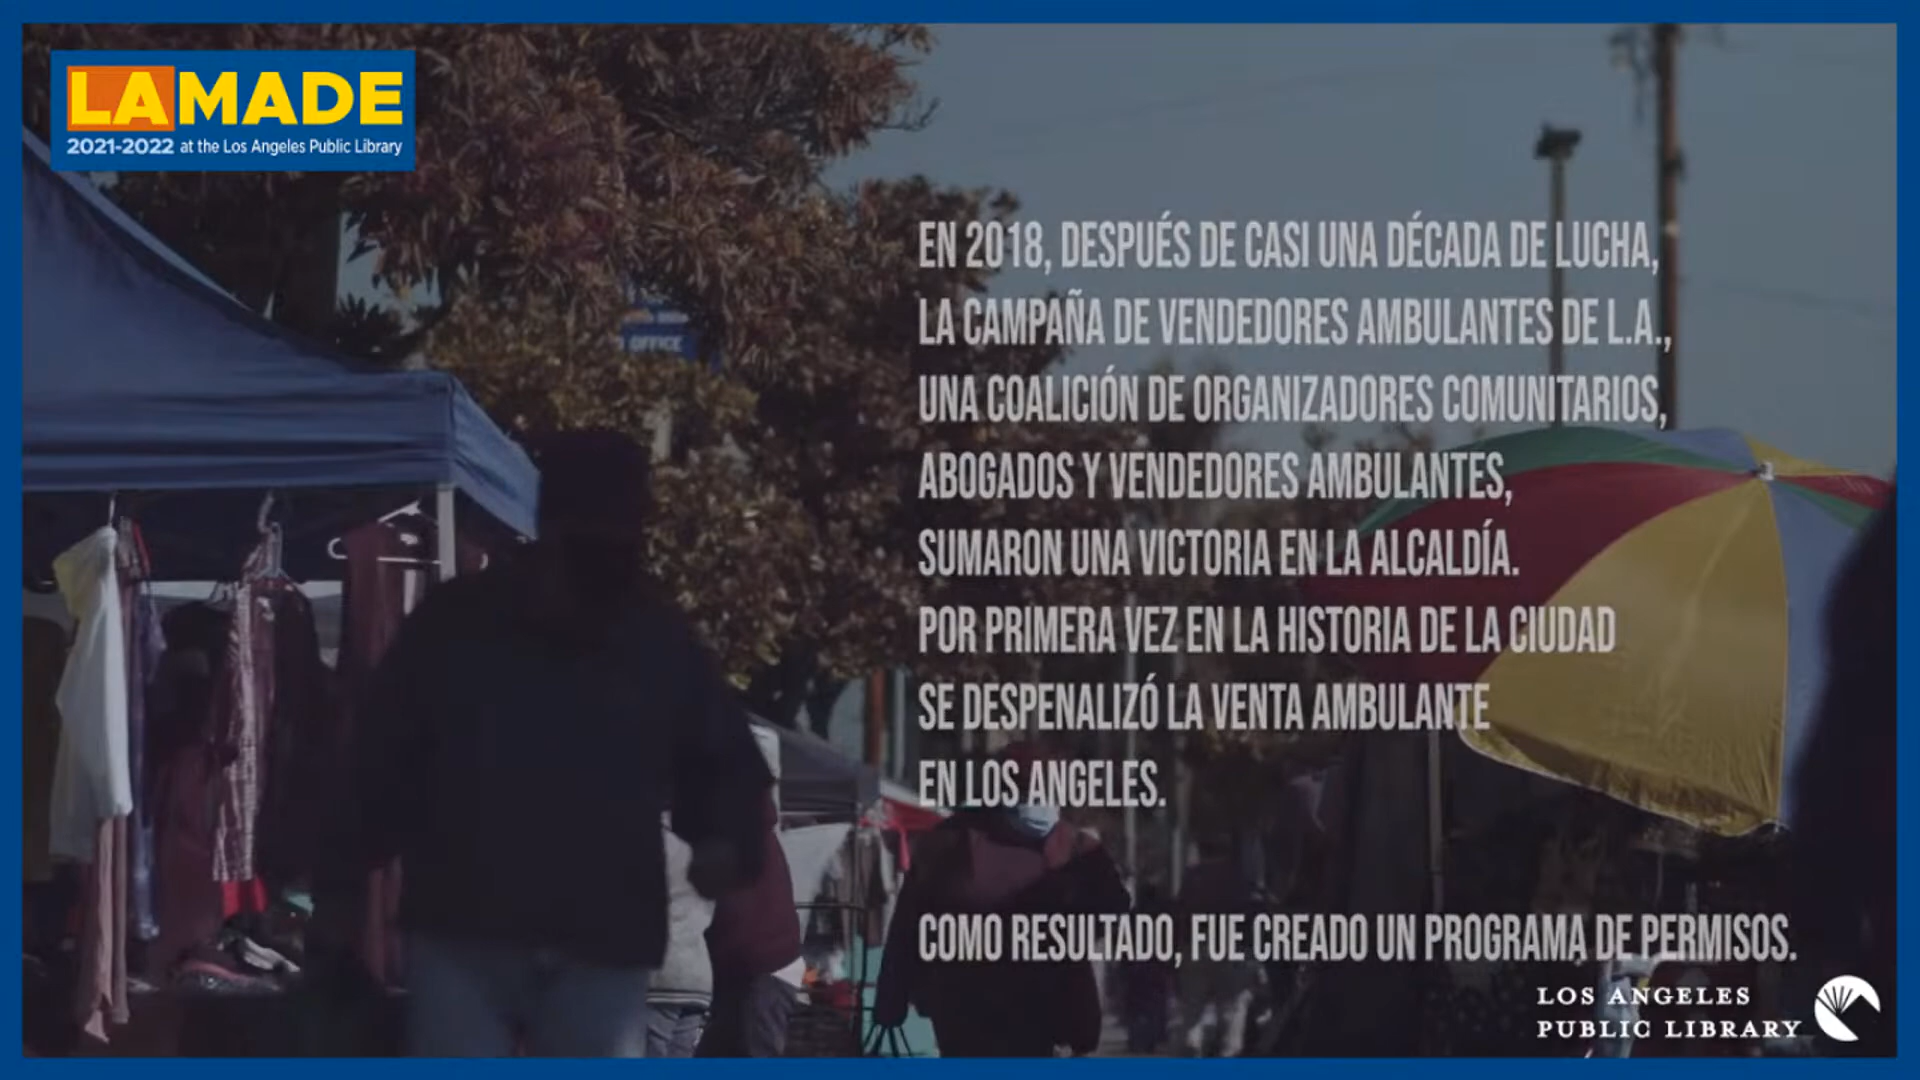 LAMADE
2021-2022 at the Los Angeles Public Library
OFFICE
EN 2018, DESPUÉS DE CASI UNA DÉCADA DE LUCHA,
LA CAMPAÑA DE VENDEDORES AMBULANTES DE L.A.,
UNA COALICIÓN DE ORGANIZADORES COMUNITARIOS,
ABOGADOS Y VENDEDORES AMBULANTES,
SUMARON UNA VICTORIA EN LA ALCALDÍA.
POR PRIMERA VEZ EN LA HISTORIA DE LA CIUDAD
SE DESPENALIZÓ LA VENTA AMBULANTE
EN LOS ANGELES.
COMO RESULTADO, FUE CREADO UN PROGRAMA DE PERMISOS.
LOS ANGELES
PUBLIC LIBRARY